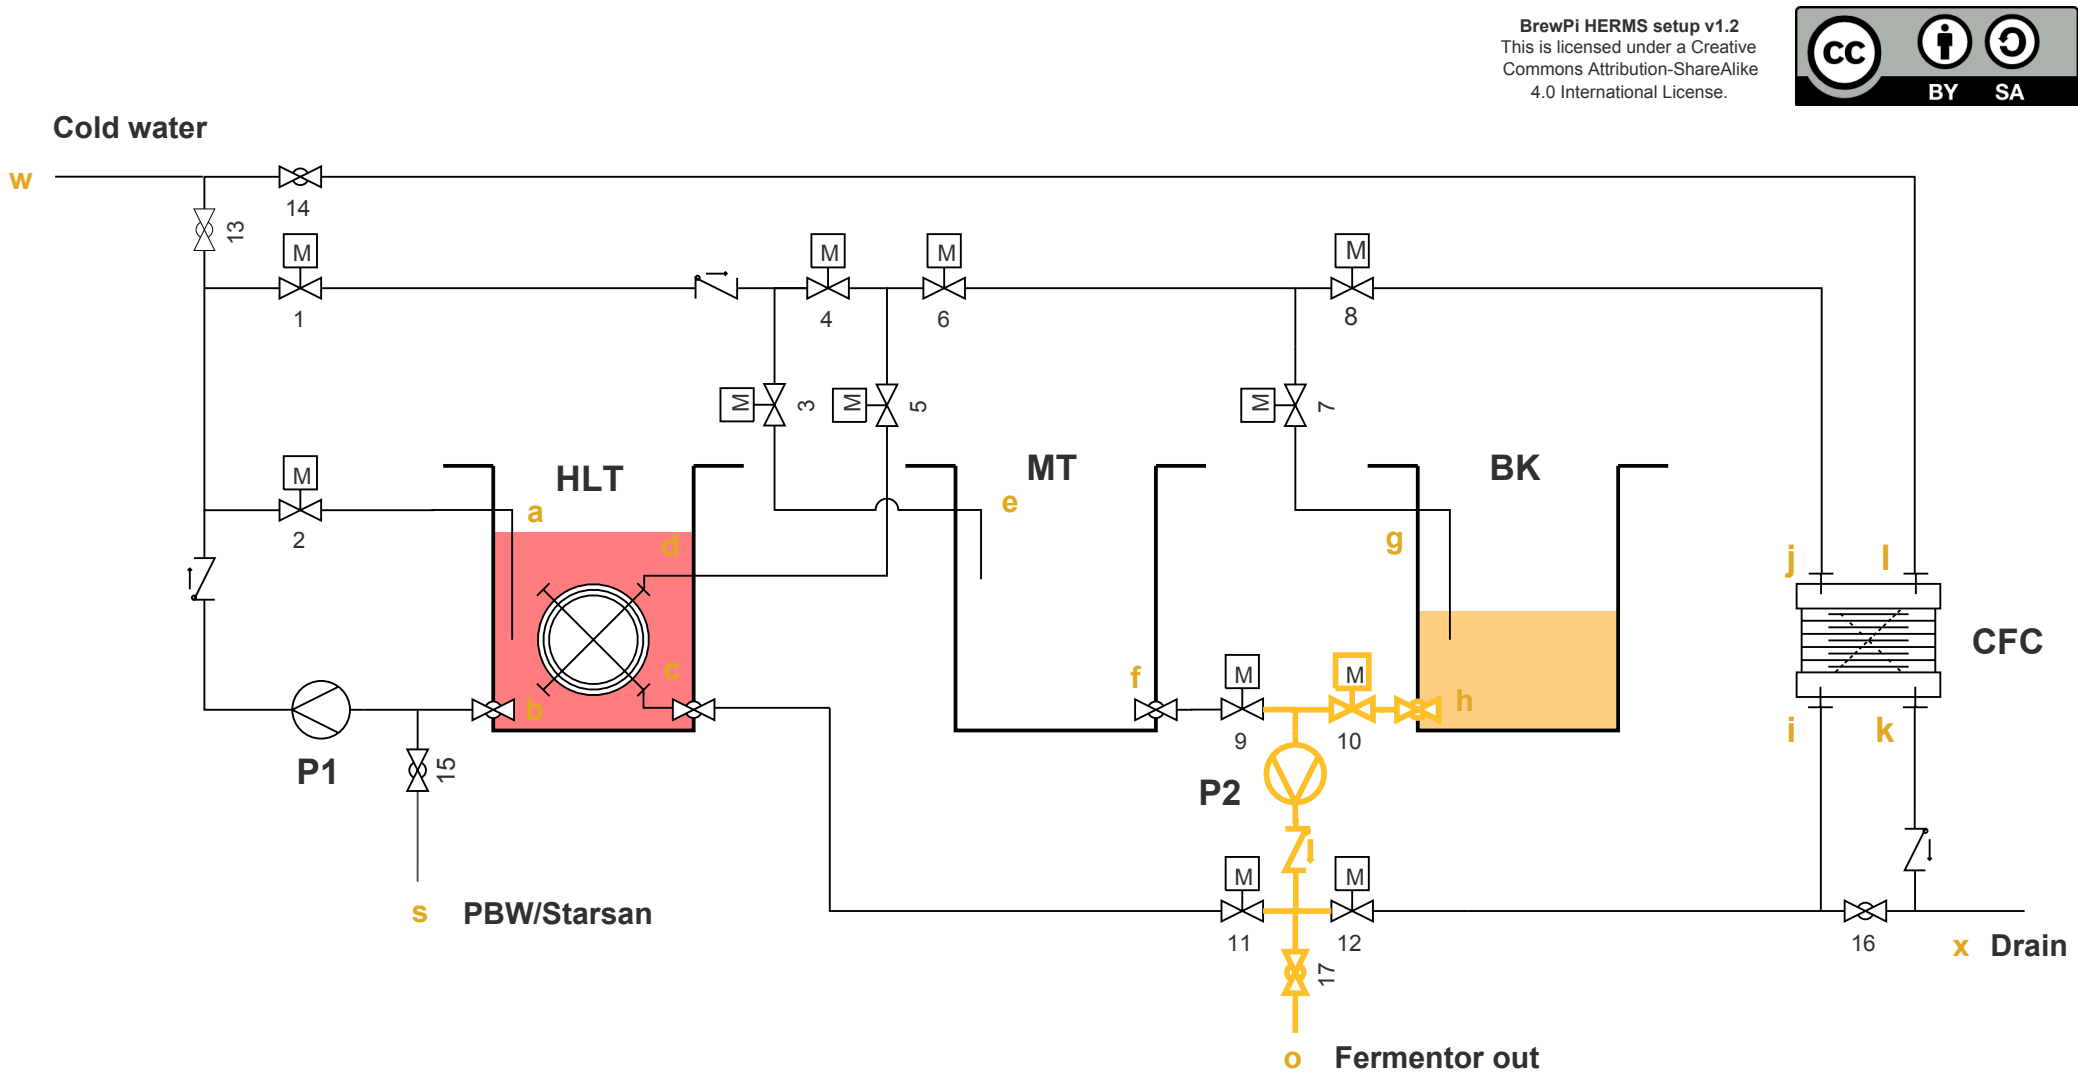 BrewPi HERMS setup v1.2
This is licensed under a Creative
Commons Attribution-ShareAlike
4.0 International License.
cc
BY SA
Cold water
w
14
13
M
M
M
M
1
4
6
8
M
M
M
3
5
7
M
2
HLT
MT
BK
a
d
e
g
j
l
c
b
f
M
M
h
CFC
9
10
i
k
P1
15
P2
s
PBW/Starsan
M
M
11
12
16
17
x
Drain
o
Fermentor out